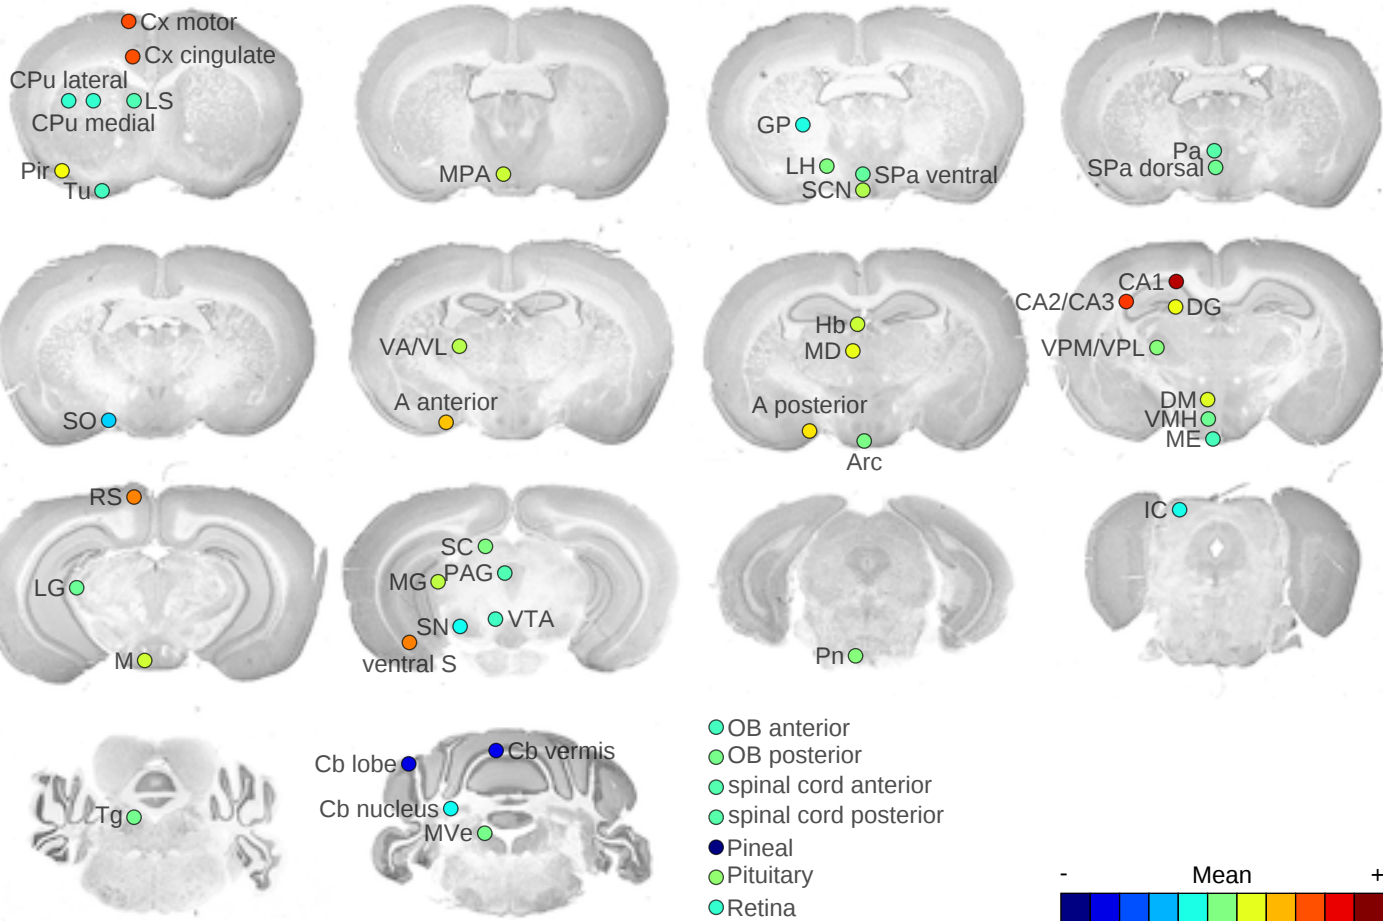 Cx motor
Cx cingulate
CPu lateral
LS
CPu medial
Pir
Tu
MPA
GP
LH
SPa ventral
SCN
Pa
SPa dorsal
SO
VA/VL
A anterior
Hb
MD
A posterior
Arc
CA1
CA2/CA3
DG
VPM/VPL
DM
VMH
ME
RS
LG
M
SC
PAG
MG
SN
VTA
ventral S
Pn
IC
Tg
Cb lobe
Cb vermis
Cb nucleus
MVe
OB anterior
OB posterior
spinal cord anterior
spinal cord posterior
Pineal
Pituitary
Retina
- Mean +